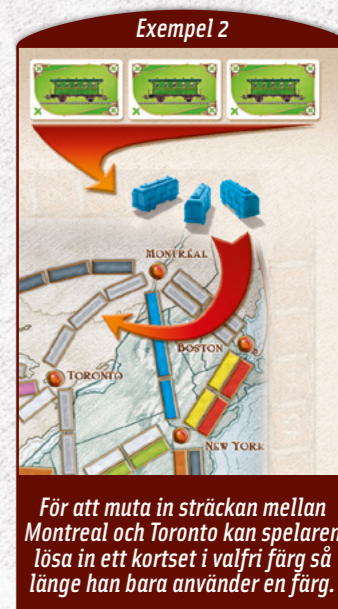 Exempel 2
MONTRÉAL
BOSTON
TORONTO
NEW YORK
För att muta in sträckan mellan
Montreal och Toronto kan spelaren
lösa in ett kortset i valfri färg så
länge han bara använder en färg.